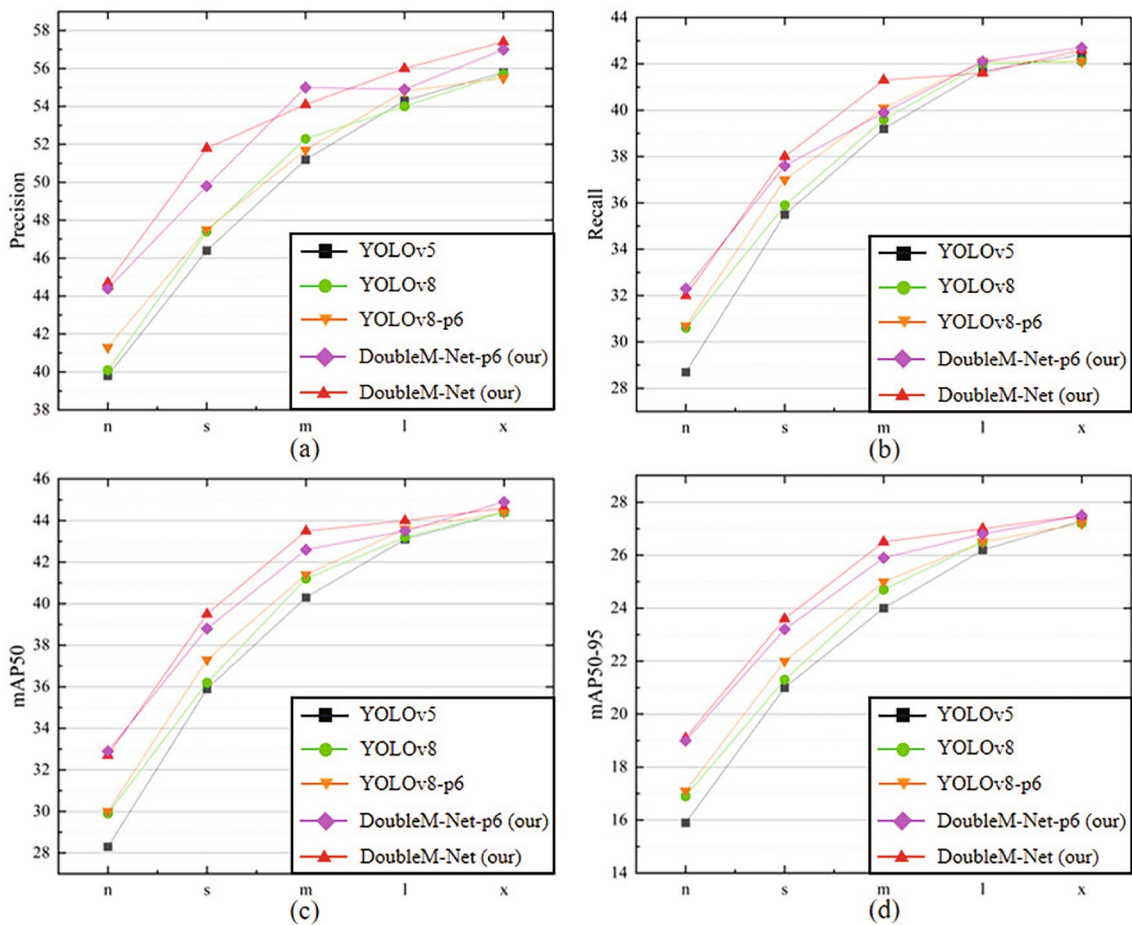 58
56
54
52
50
48
46
44
42
40
38
Precision
YOLOv5
YOLOv8
YOLOv8-p6
DoubleM-Net-p6 (our)
DoubleM-Net (our)
n s m l x
(a)
42
40
38
36
34
32
30
28
Recall
YOLOv5
YOLOv8
YOLOv8-p6
DoubleM-Net-p6 (our)
DoubleM-Net (our)
n s m l x
(b)
46
44
42
40
38
36
34
32
30
28
mAP50
YOLOv5
YOLOv8
YOLOv8-p6
DoubleM-Net-p6 (our)
DoubleM-Net (our)
n s m l x
(c)
28
26
24
22
20
18
16
14
mAP50-95
YOLOv5
YOLOv8
YOLOv8-p6
DoubleM-Net-p6 (our)
DoubleM-Net (our)
n s m l x
(d)